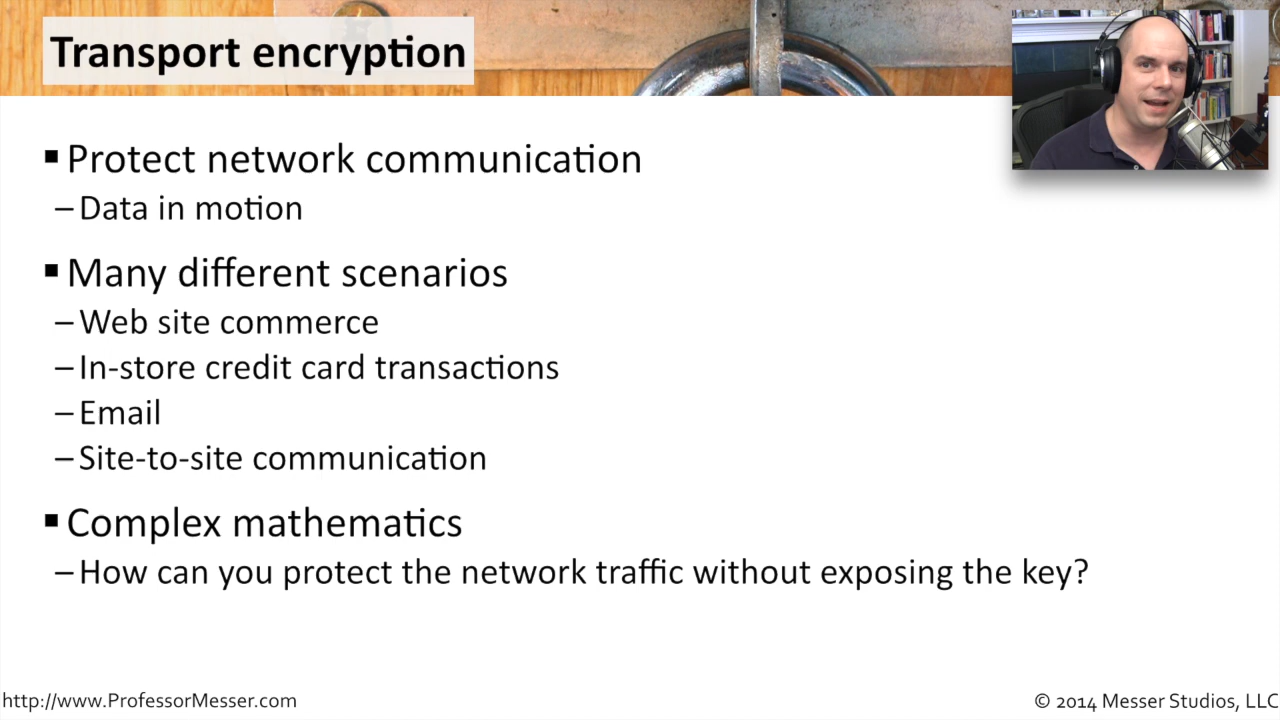 Transport encryption
▪ Protect network communication
– Data in motion
▪ Many different scenarios
– Web site commerce
– In-store credit card transactions
– Email
– Site-to-site communication
▪ Complex mathematics
– How can you protect the network traffic without exposing the key?
http://www.ProfessorMesser.com
© 2014 Messer Studios, LLC